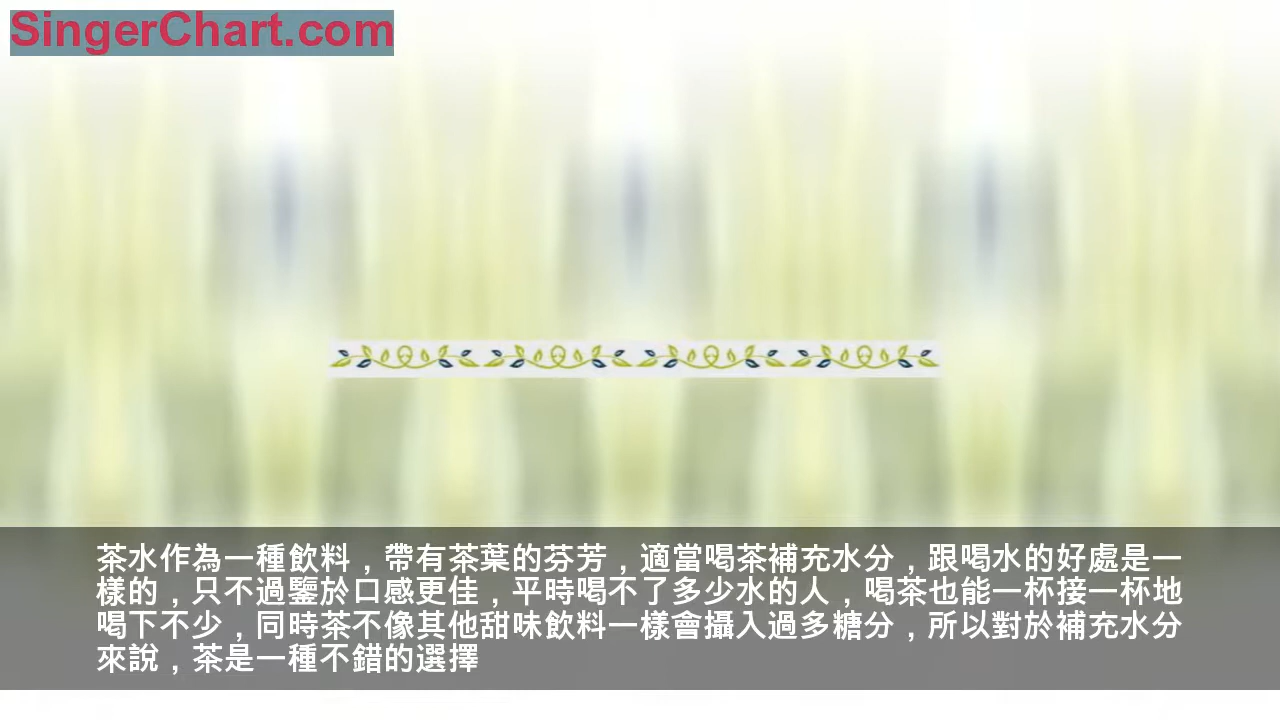 SingerChart.com
茶水作為一種飲料，帶有茶葉的芬芳，適當喝茶補充水分，跟喝水的好處是一
樣的，只不過鑒於口感更佳，平時喝不了多少水的人，喝茶也能一杯接一杯地
喝下不少，同時茶不像其他甜味飲料一樣會攝入過多糖分，所以對於補充水分
來說，茶是一種不錯的選擇